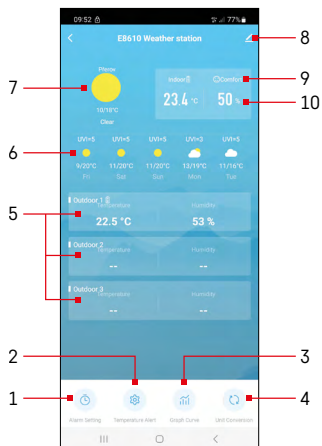 09:52 77%
E8610 Weather station
8
7
Indoor Comfort
9
23.4 °C 50 %
10
10/18°C
Clear
6
UVI=5 UVI=5 UVI=5 UVI=3 UVI=5
9/20°C 11/20°C 11/20°C 13/19°C 11/16°C
Fri Sat Sun Mon Tue
5
Outdoor 1
Temperature Humidity
22.5 °C 53 %
Outdoor 2
Temperature Humidity
-- --
Outdoor 3
Temperature Humidity
-- --
2 3
1 4
Alarm Setting Temperature Alert Graph Curve Unit Conversion